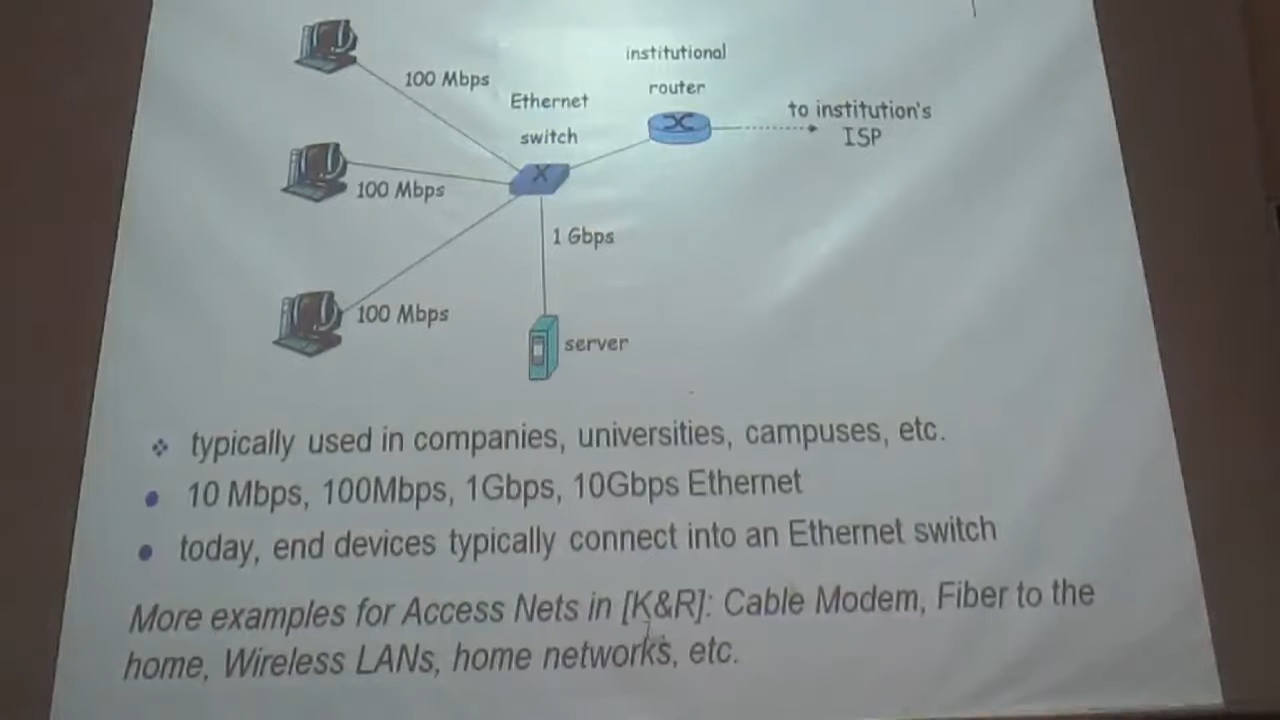 100 Mbps
Ethernet
switch
institutional
router
to institution's
ISP
100 Mbps
1 Gbps
100 Mbps
server
typically used in companies, universities, campuses, etc.
10 Mbps, 100Mbps, 1Gbps, 10Gbps Ethernet
today, end devices typically connect into an Ethernet switch
More examples for Access Nets in [K&R]: Cable Modem, Fiber to the
home, Wireless LANs, home networks, etc.